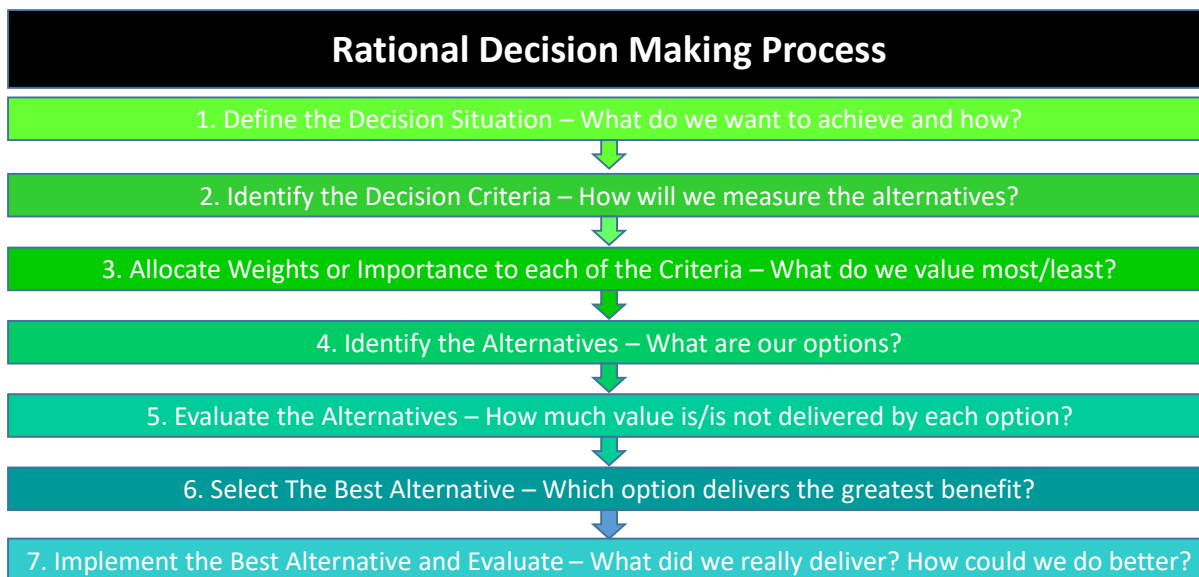 Rational Decision Making Process
1. Define the Decision Situation – What do we want to achieve and how?
2. Identify the Decision Criteria – How will we measure the alternatives?
3. Allocate Weights or Importance to each of the Criteria – What do we value most/least?
4. Identify the Alternatives – What are our options?
5. Evaluate the Alternatives – How much value is/is not delivered by each option?
6. Select The Best Alternative – Which option delivers the greatest benefit?
7. Implement the Best Alternative and Evaluate – What did we really deliver? How could we do better?